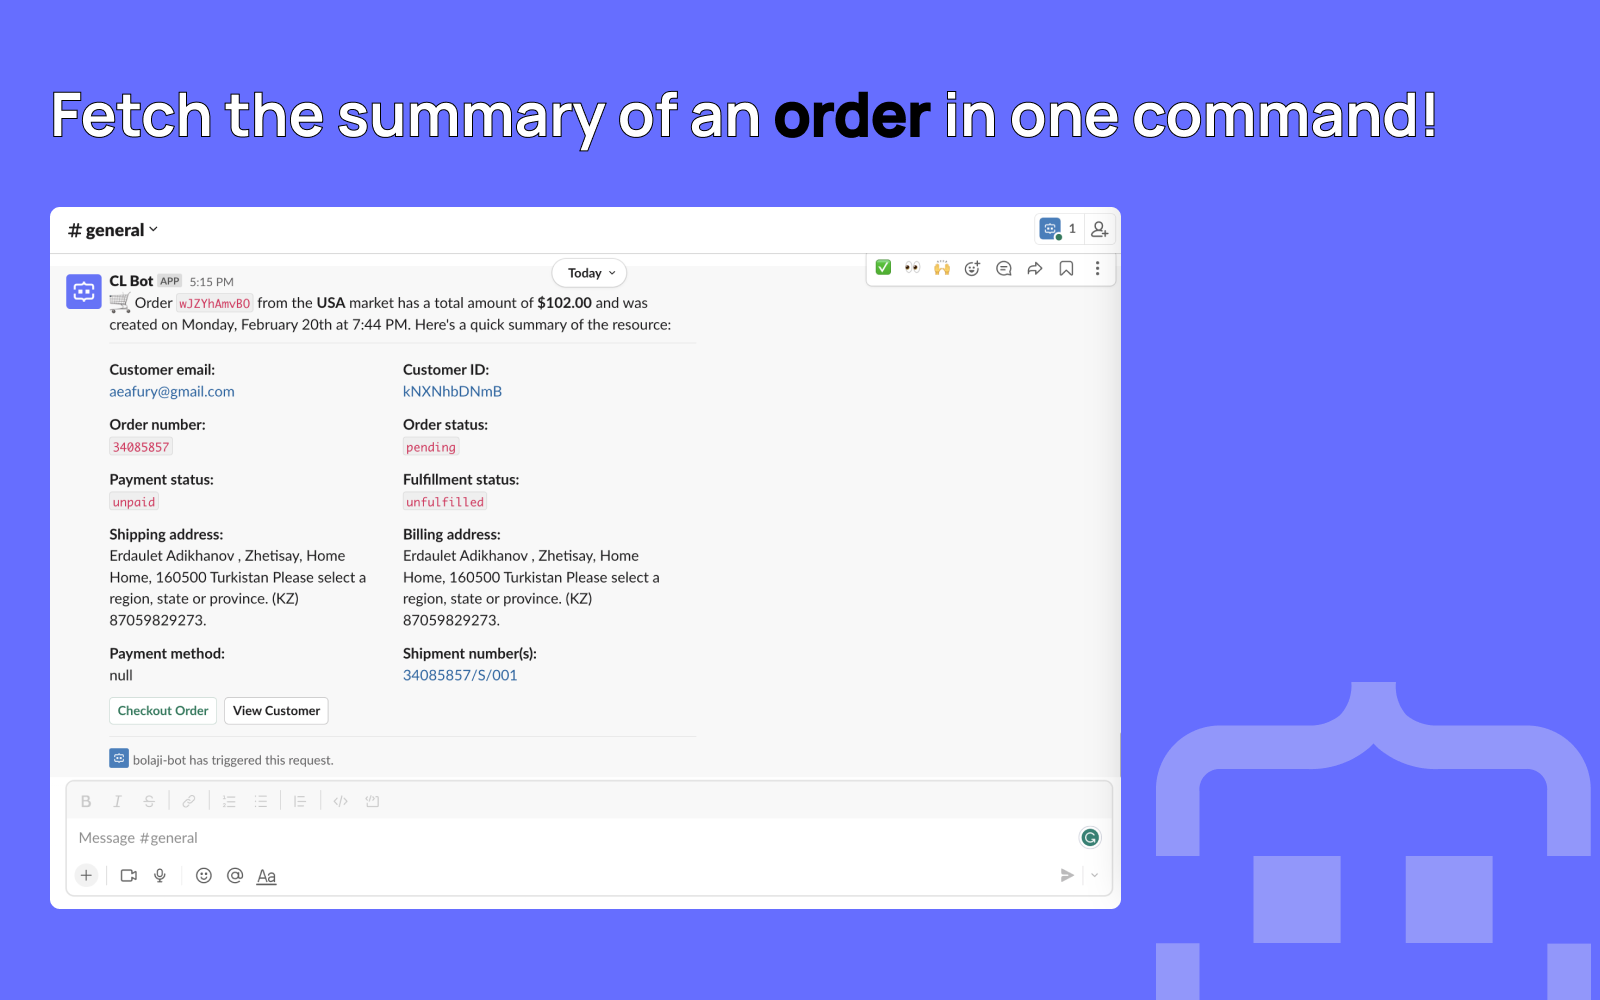 Fetch the summary of an order in one command!
# general
1
Today
CL Bot APP 5:15 PM
Order wJZYhAmvBO from the USA market has a total amount of $102.00 and was
created on Monday, February 20th at 7:44 PM. Here's a quick summary of the resource:
Customer email:
aeafury@gmail.com
Customer ID:
kNXNhbDNmB
Order number:
34085857
Order status:
pending
Payment status:
unpaid
Fulfillment status:
unfulfilled
Shipping address:
Erdaulet Adikhanov , Zhetisay, Home
Home, 160500 Turkistan Please select a
region, state or province. (KZ)
87059829273.
Billing address:
Erdaulet Adikhanov , Zhetisay, Home
Home, 160500 Turkistan Please select a
region, state or province. (KZ)
87059829273.
Payment method:
null
Shipment number(s):
34085857/S/001
Checkout Order
View Customer
bolaji-bot has triggered this request.
Message #general
Aa